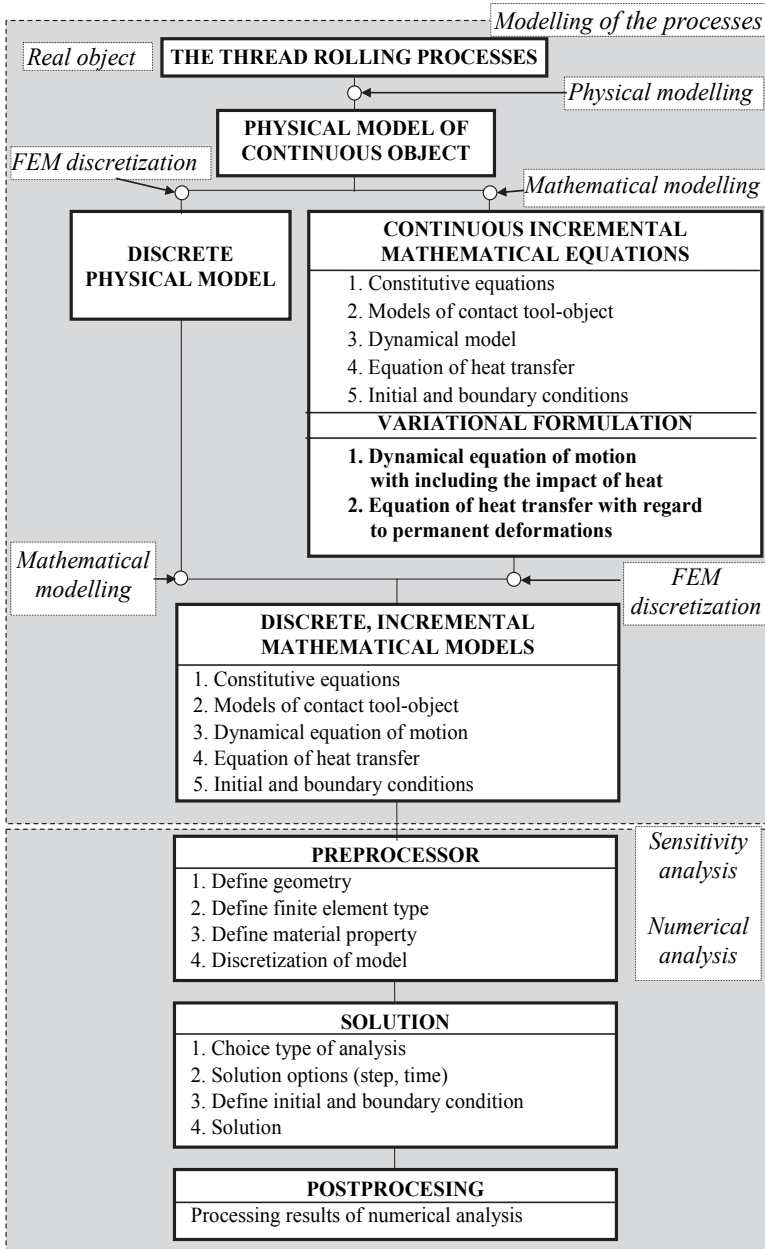 Modelling of the processes
Real object
THE THREAD ROLLING PROCESSES
Physical modelling
PHYSICAL MODEL OF
CONTINUOUS OBJECT
FEM discretization
Mathematical modelling
DISCRETE
PHYSICAL MODEL
CONTINUOUS INCREMENTAL
MATHEMATICAL EQUATIONS
1. Constitutive equations
2. Models of contact tool-object
3. Dynamical model
4. Equation of heat transfer
5. Initial and boundary conditions
VARIATIONAL FORMULATION
1. Dynamical equation of motion
with including the impact of heat
2. Equation of heat transfer with regard
to permanent deformations
Mathematical
modelling
FEM
discretization
DISCRETE, INCREMENTAL
MATHEMATICAL MODELS
1. Constitutive equations
2. Models of contact tool-object
3. Dynamical equation of motion
4. Equation of heat transfer
5. Initial and boundary conditions
PREPROCESSOR
1. Define geometry
2. Define finite element type
3. Define material property
4. Discretization of model
Sensitivity
analysis
Numerical
analysis
SOLUTION
1. Choice type of analysis
2. Solution options (step, time)
3. Define initial and boundary condition
4. Solution
POSTPROCESING
Processing results of numerical analysis